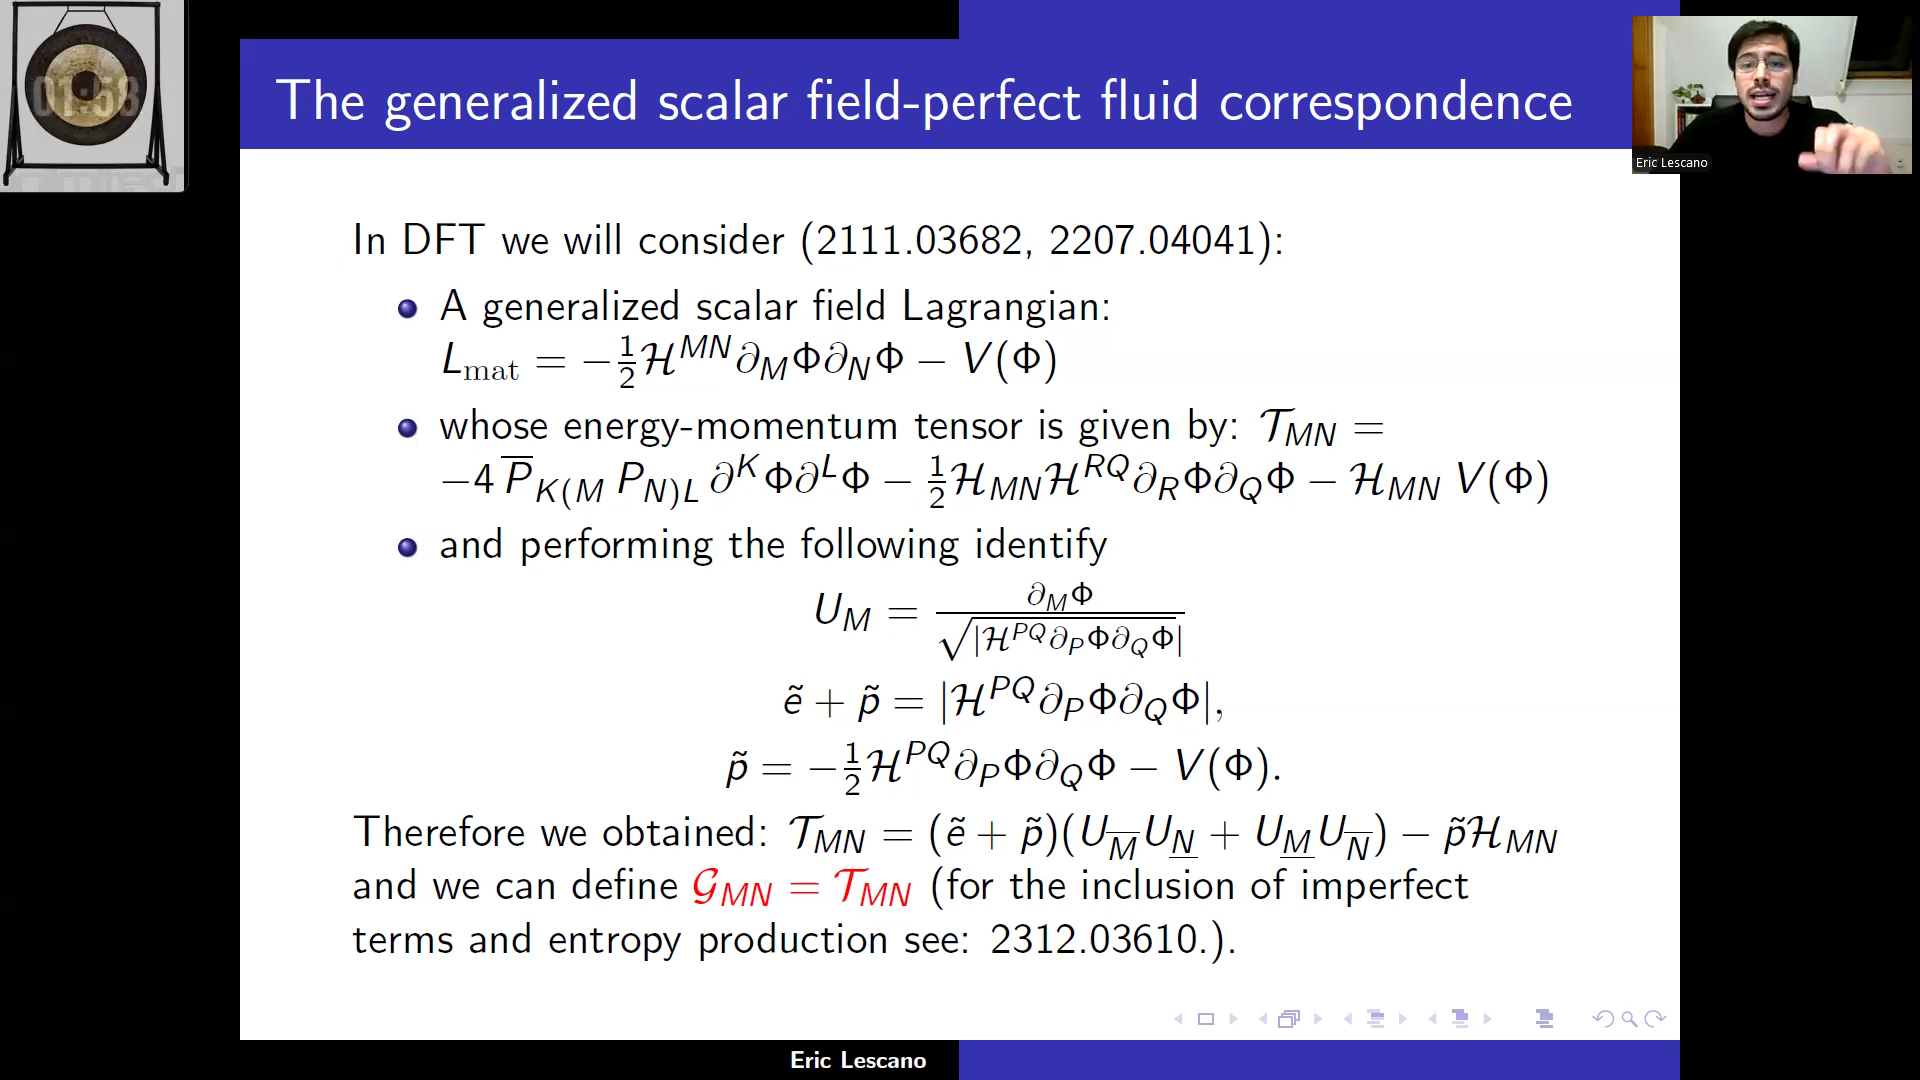 01:58
The generalized scalar field-perfect fluid correspondence
Eric Lescano
In DFT we will consider (2111.03682, 2207.04041):
A generalized scalar field Lagrangian:
L_mat = −½ℋ^{MN}∂_MΦ∂_NΦ − V(Φ)
whose energy-momentum tensor is given by: 𝒯_{MN} =
−4 P̅_{K(M} P_{N)L} ∂^KΦ∂^LΦ − ½ℋ_{MN}ℋ^{RQ}∂_RΦ∂_QΦ − ℋ_{MN} V(Φ)
and performing the following identify
U_M = ∂_MΦ / √|ℋ^{PQ}∂_PΦ∂_QΦ|
ẽ + p̃ = |ℋ^{PQ}∂_PΦ∂_QΦ|,
p̃ = −½ℋ^{PQ}∂_PΦ∂_QΦ − V(Φ).
Therefore we obtained: 𝒯_{MN} = (ẽ + p̃)(U_{M̅}U_{N̲} + U_{M̲}U_{N̅}) − p̃ℋ_{MN}
and we can define 𝒢_{MN} = 𝒯_{MN} (for the inclusion of imperfect
terms and entropy production see: 2312.03610.).
Eric Lescano